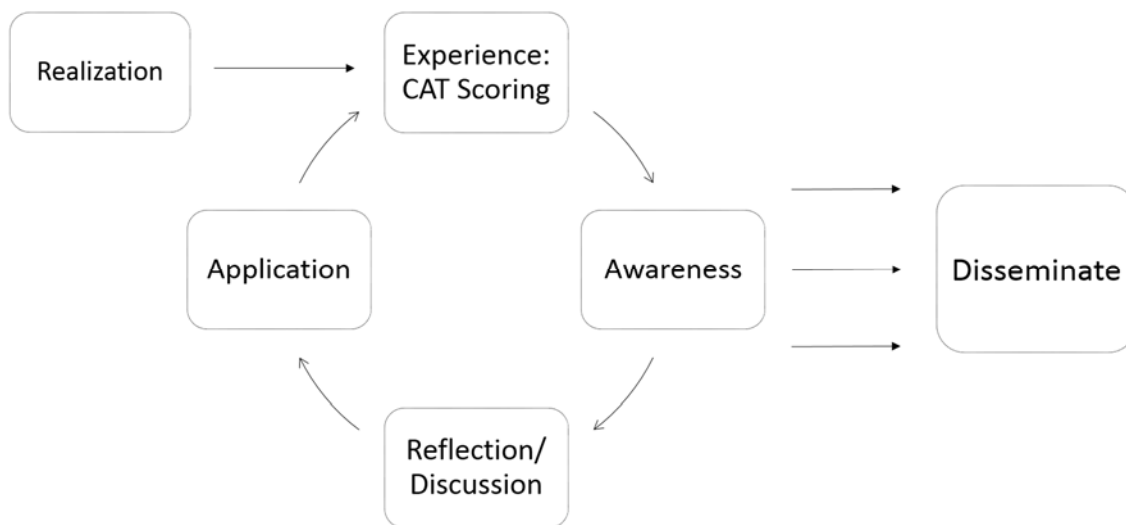 Realization
Experience:
CAT Scoring
Application
Awareness
Disseminate
Reflection/
Discussion